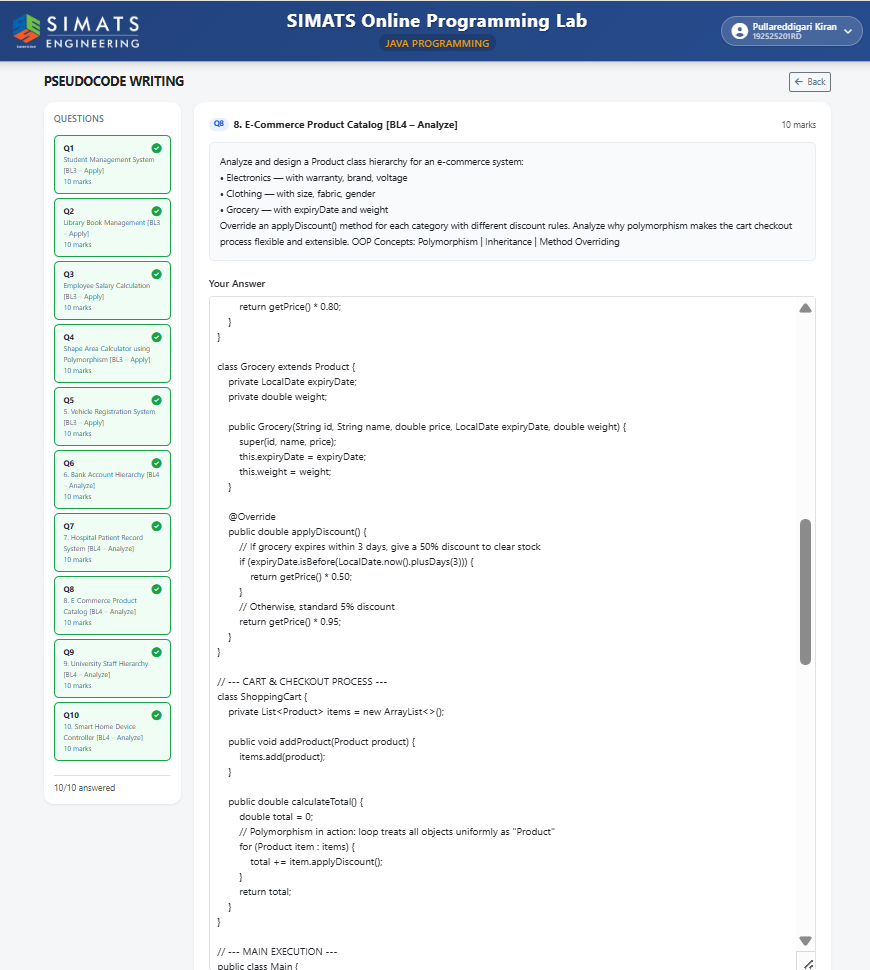 SIMATS
ENGINEERING
SIMATS Online Programming Lab
JAVA PROGRAMMING
Pullareddigari Kiran
192525201RD
PSEUDOCODE WRITING
← Back
QUESTIONS
Q1
Student Management System
[BL3 – Apply]
10 marks
Q2
Library Book Management [BL3
– Apply]
10 marks
Q3
Employee Salary Calculation
[BL3 – Apply]
10 marks
Q4
Shape Area Calculator using
Polymorphism [BL3 – Apply]
10 marks
Q5
5. Vehicle Registration System
[BL3 – Apply]
10 marks
Q6
6. Bank Account Hierarchy [BL4
– Analyze]
10 marks
Q7
7. Hospital Patient Record
System [BL4 – Analyze]
10 marks
Q8
8. E-Commerce Product
Catalog [BL4 – Analyze]
10 marks
Q9
9. University Staff Hierarchy
[BL4 – Analyze]
10 marks
Q10
10. Smart Home Device
Controller [BL4 – Analyze]
10 marks
10/10 answered
Q8 8. E-Commerce Product Catalog [BL4 – Analyze]
10 marks
Analyze and design a Product class hierarchy for an e-commerce system:
• Electronics — with warranty, brand, voltage
• Clothing — with size, fabric, gender
• Grocery — with expiryDate and weight
Override an applyDiscount() method for each category with different discount rules. Analyze why polymorphism makes the cart checkout
process flexible and extensible. OOP Concepts: Polymorphism | Inheritance | Method Overriding
Your Answer
return getPrice() * 0.80;
}
}
class Grocery extends Product {
private LocalDate expiryDate;
private double weight;
public Grocery(String id, String name, double price, LocalDate expiryDate, double weight) {
super(id, name, price);
this.expiryDate = expiryDate;
this.weight = weight;
}
@Override
public double applyDiscount() {
// If grocery expires within 3 days, give a 50% discount to clear stock
if (expiryDate.isBefore(LocalDate.now().plusDays(3))) {
return getPrice() * 0.50;
}
// Otherwise, standard 5% discount
return getPrice() * 0.95;
}
}
// --- CART & CHECKOUT PROCESS ---
class ShoppingCart {
private List<Product> items = new ArrayList<>();
public void addProduct(Product product) {
items.add(product);
}
public double calculateTotal() {
double total = 0;
// Polymorphism in action: loop treats all objects uniformly as "Product"
for (Product item : items) {
total += item.applyDiscount();
}
return total;
}
}
// --- MAIN EXECUTION ---
public class Main {